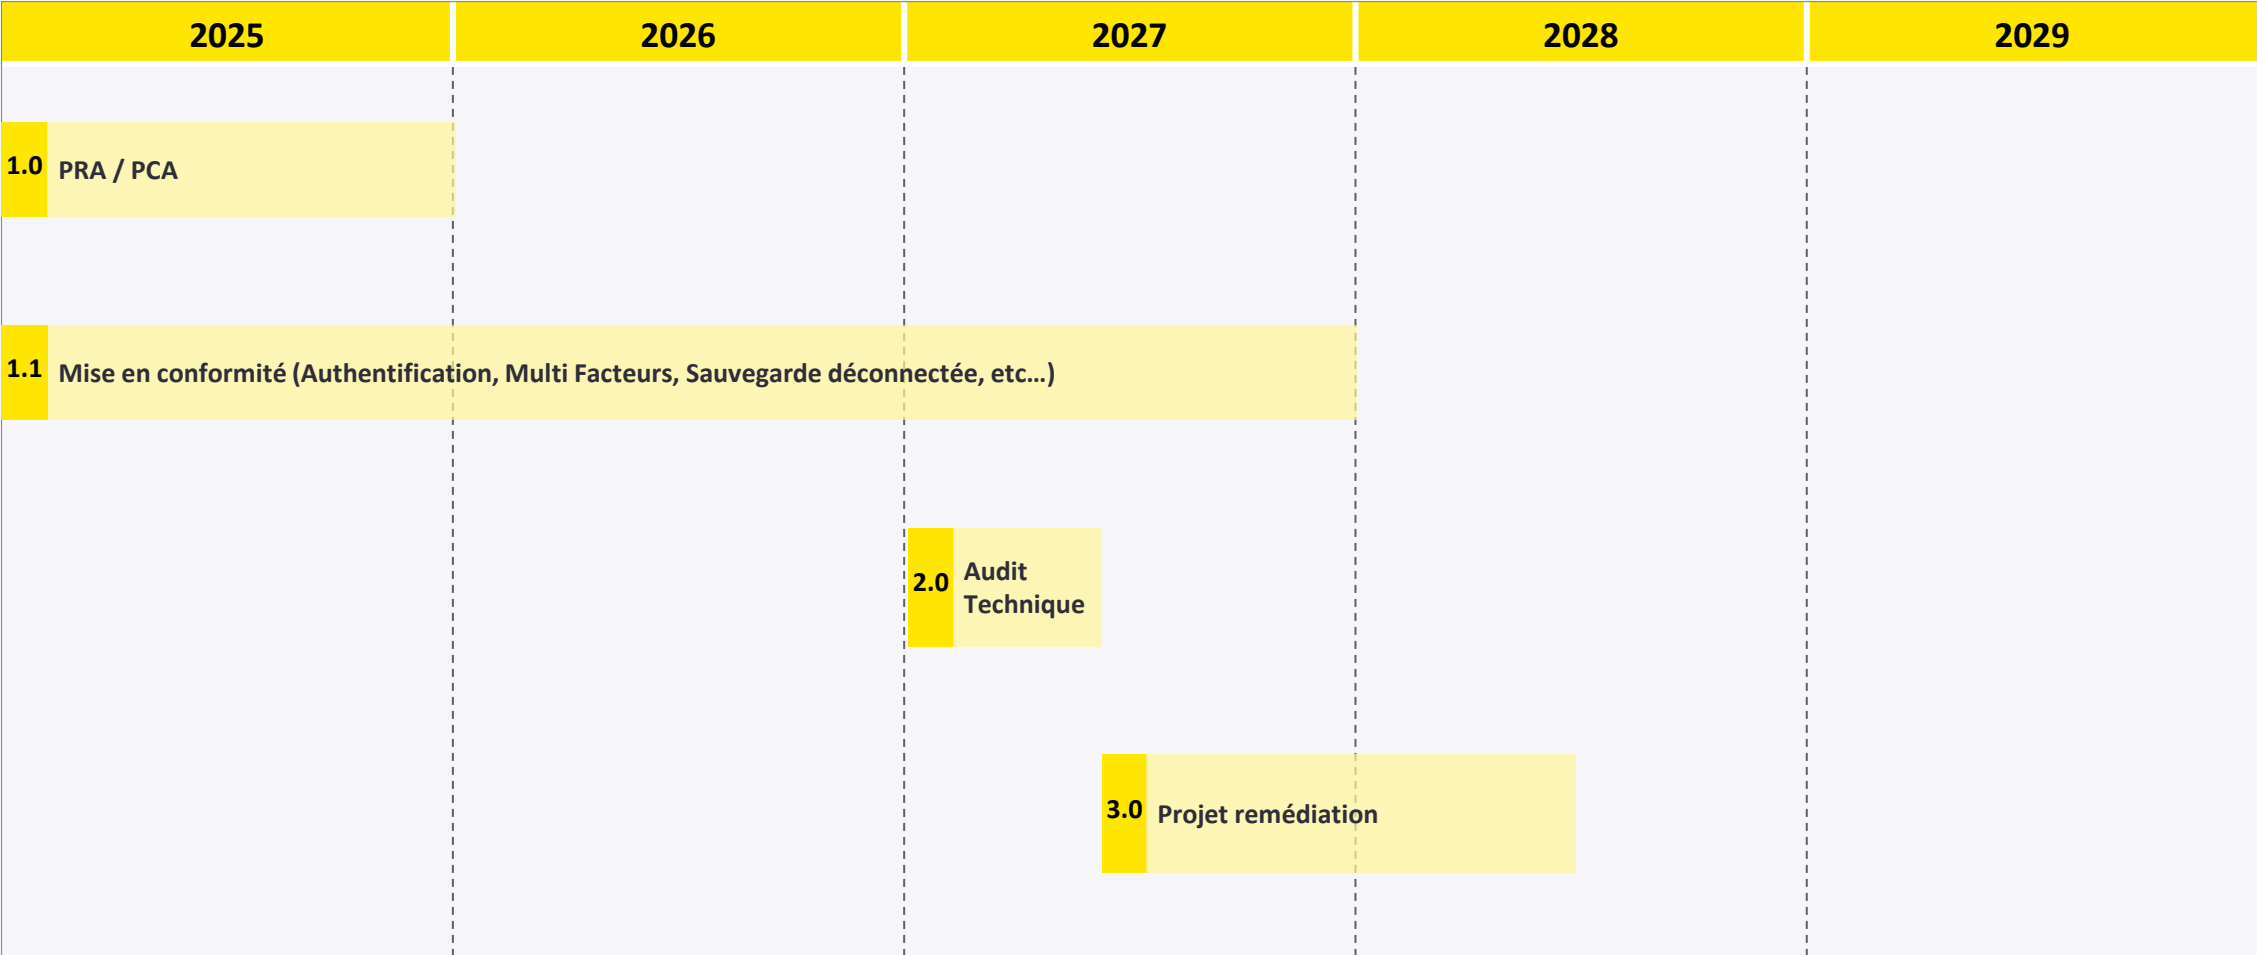 2025 2026 2027 2028 2029
1.0 PRA / PCA
1.1 Mise en conformité (Authentification, Multi Facteurs, Sauvegarde déconnectée, etc…)
2.0 Audit
Technique
3.0 Projet remédiation